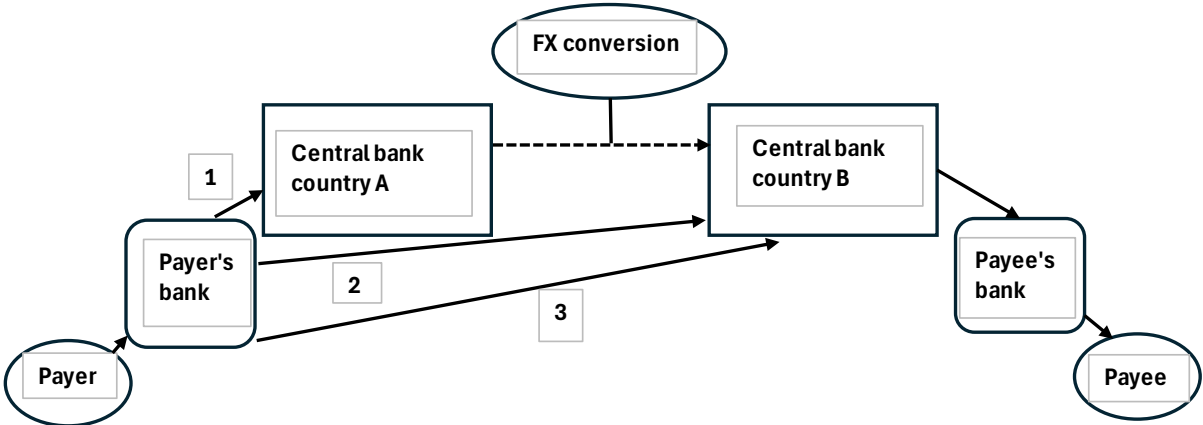 FX conversion
Central bank
country A
Central bank
country B
1
Payer's
bank
2
3
Payee's
bank
Payer
Payee